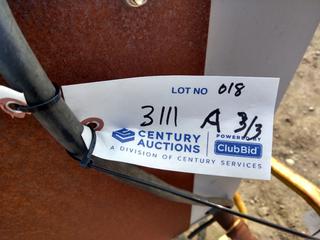 LOT NO 018
3111 A 3/3
CENTURY AUCTIONS
POWERED BY
ClubBid
A DIVISION OF CENTURY SERVICES